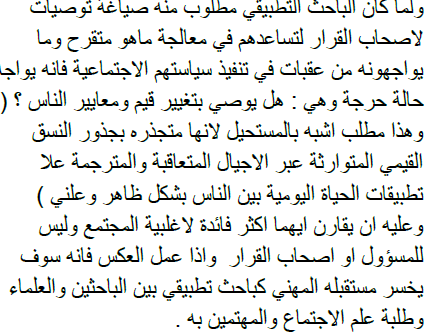 ولما كان الباحث التطبيقي مطلوب منه صياغة توصيات
لاصحاب القرار لتساعدهم في معالجة ماهو متقرح وما
يواجهونه من عقبات في تنفيذ سياستهم الاجتماعية فانه يواجه
حالة حرجة وهي : هل يوصي بتغيير قيم ومعايير الناس ؟ (
وهذا مطلب اشبه بالمستحيل لانها متجذره بجذور النسق
القيمي المتوارثة عبر الاجيال المتعاقبة والمترجمة علا
تطبيقات الحياة اليومية بين الناس بشكل ظاهر وعلني )
وعليه ان يقارن ايهما اكثر فائدة لاغلبية المجتمع وليس
للمسؤول او اصحاب القرار واذا عمل العكس فانه سوف
يخسر مستقبله المهني كباحث تطبيقي بين الباحثين والعلماء
وطلبة علم الاجتماع والمهتمين به .